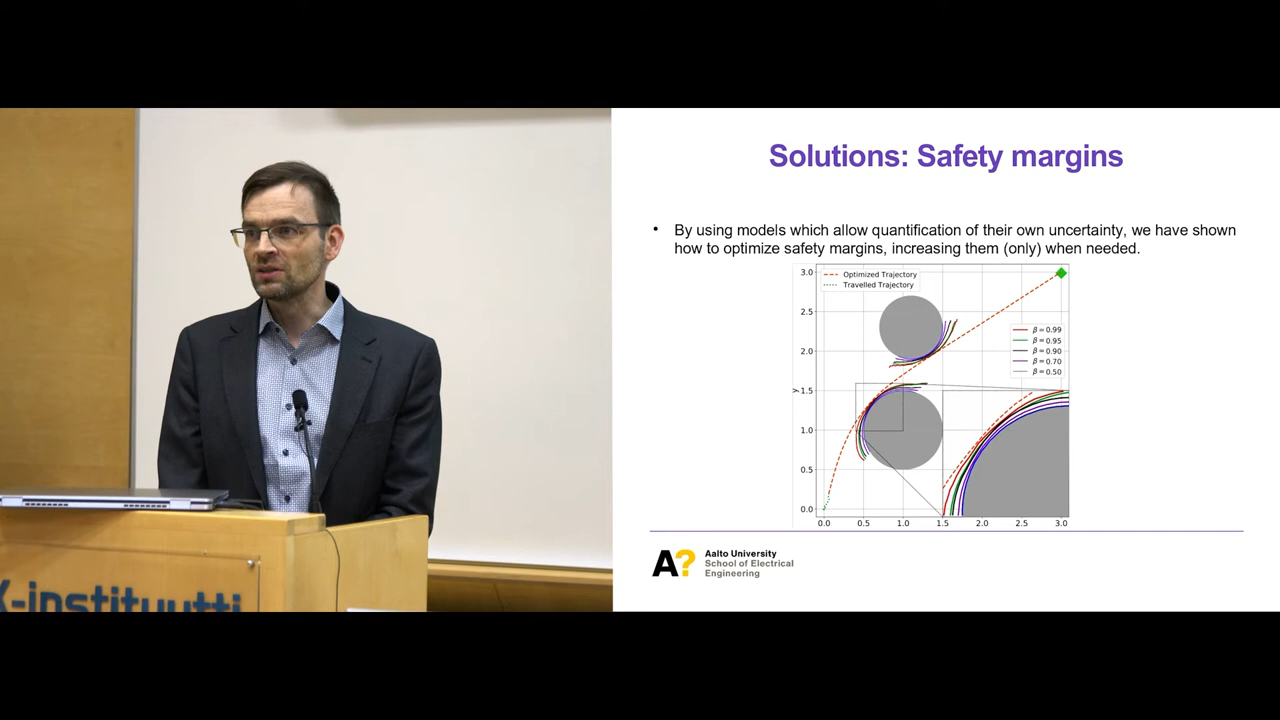 Solutions: Safety margins
• By using models which allow quantification of their own uncertainty, we have shown
how to optimize safety margins, increasing them (only) when needed.
Optimized Trajectory
Travelled Trajectory
β = 0.99
β = 0.95
β = 0.90
β = 0.70
β = 0.50
y
3.0
2.5
2.0
1.5
1.0
0.5
0.0
0.0 0.5 1.0 1.5 2.0 2.5 3.0
A?
Aalto University
School of Electrical
Engineering
K-instituutti